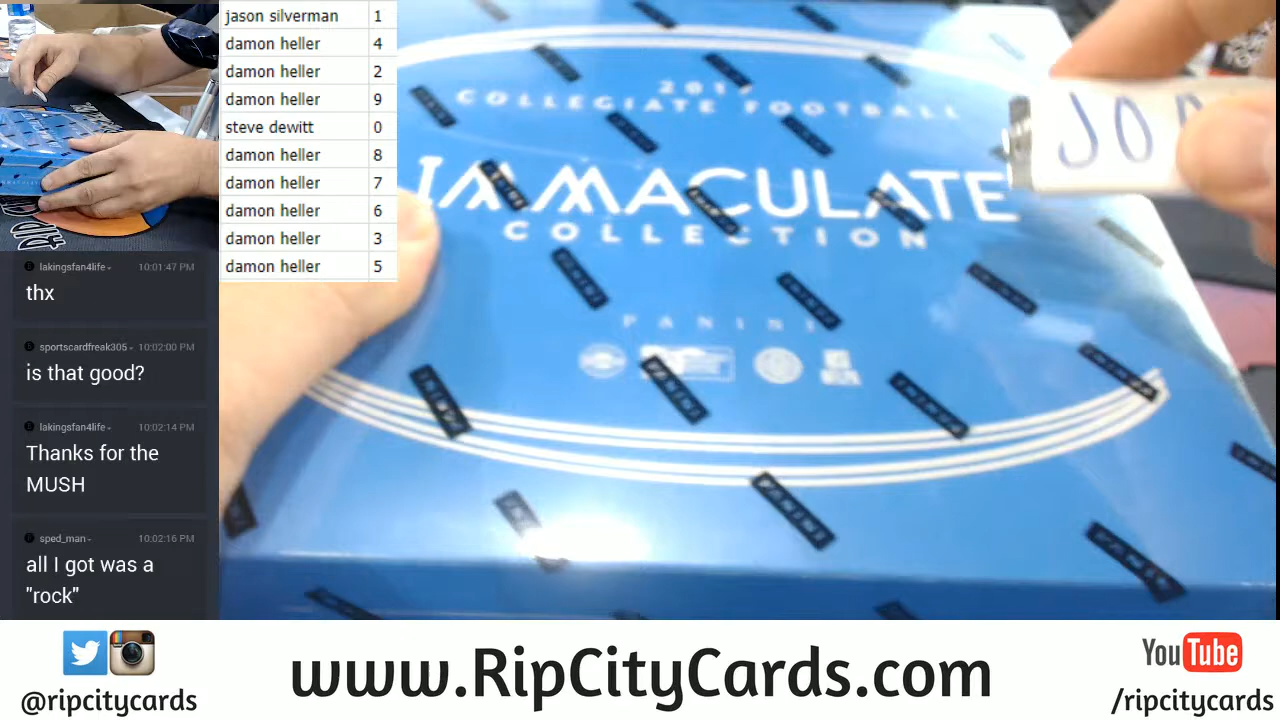 jason silverman 1
damon heller 4
damon heller 2
damon heller 9
steve dewitt 0
damon heller 8
damon heller 7
damon heller 6
damon heller 3
damon heller 5
lakingsfan4life 10:01:47 PM
thx
sportscardfreak305 10:02:00 PM
is that good?
lakingsfan4life 10:02:14 PM
Thanks for the
MUSH
sped_man 10:02:16 PM
all I got was a
"rock"
COLLEGIATE FOOTBALL
IMMACULATE
COLLECTION
PANINI
JO
@ripcitycards
www.RipCityCards.com
YouTube
/ripcitycards